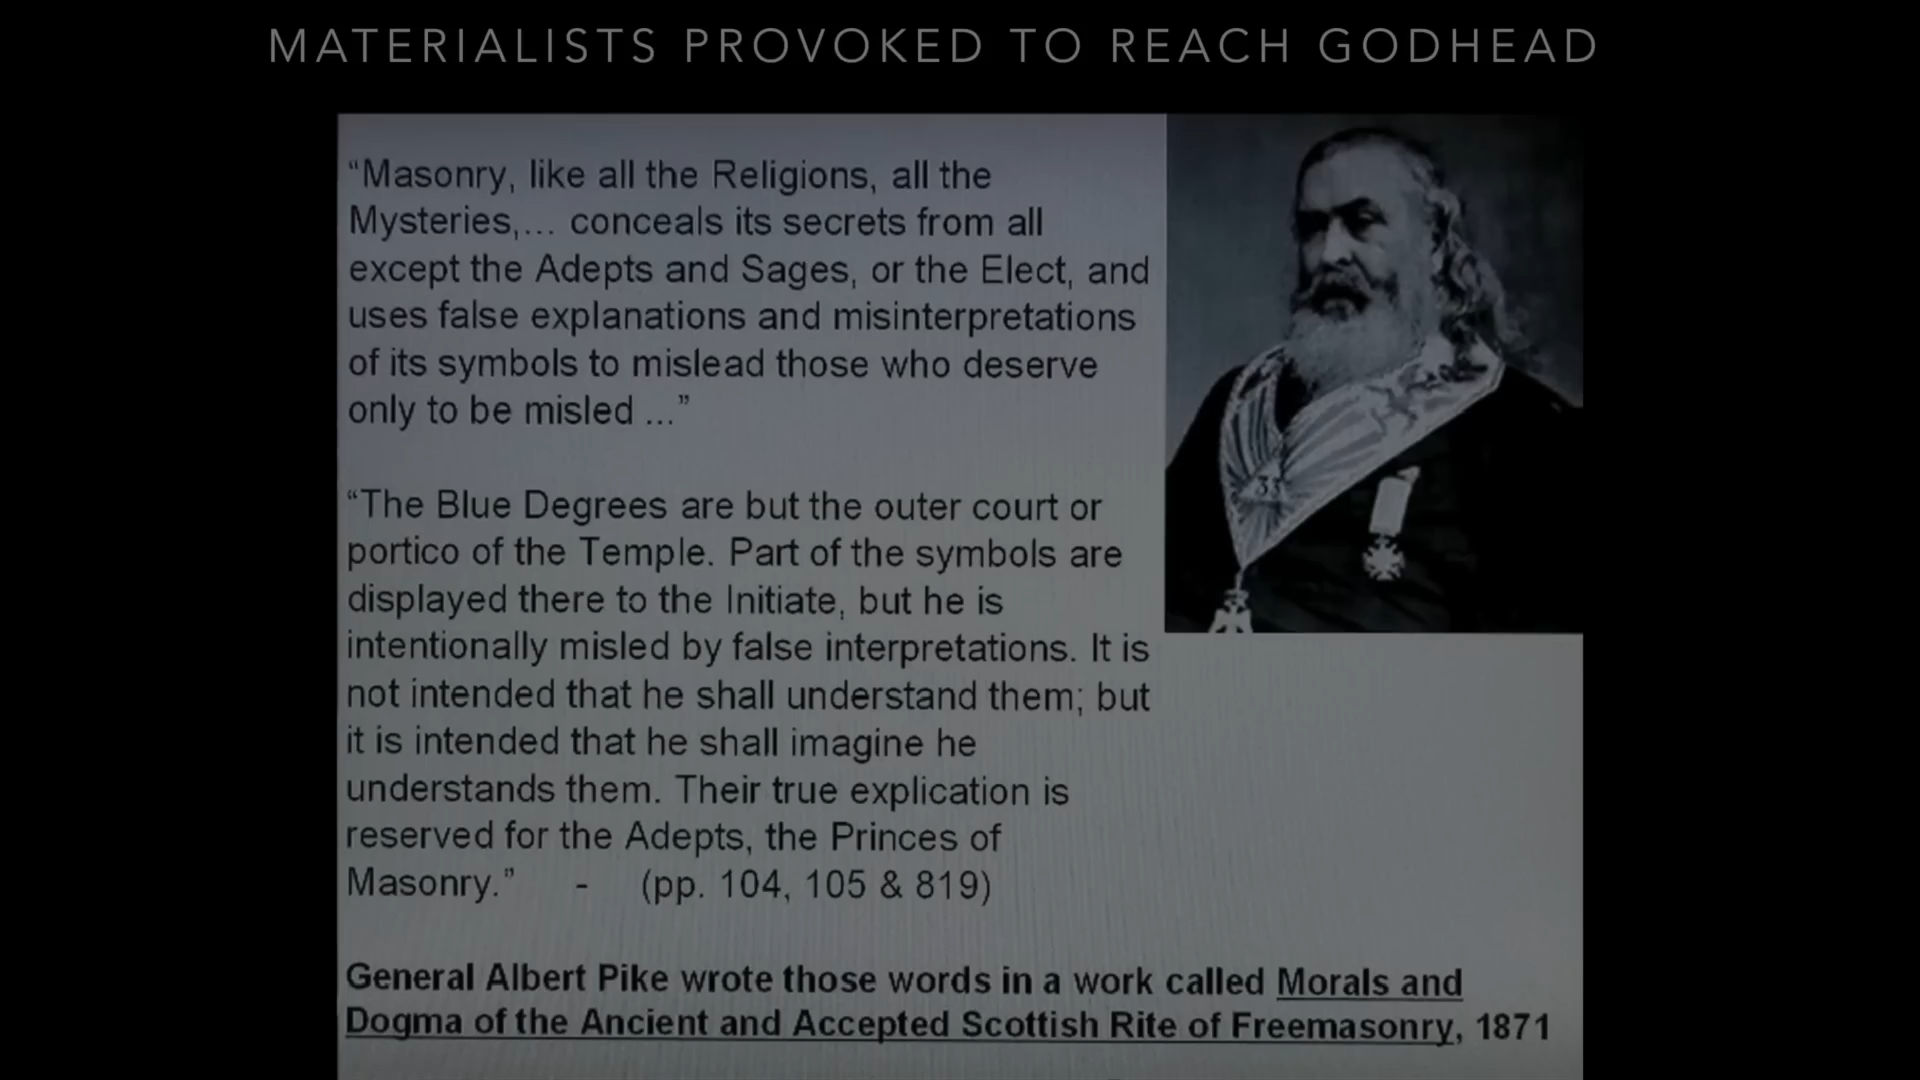 MATERIALISTS PROVOKED TO REACH GODHEAD
“Masonry, like all the Religions, all the
Mysteries,... conceals its secrets from all
except the Adepts and Sages, or the Elect, and
uses false explanations and misinterpretations
of its symbols to mislead those who deserve
only to be misled ...”
“The Blue Degrees are but the outer court or
portico of the Temple. Part of the symbols are
displayed there to the Initiate, but he is
intentionally misled by false interpretations. It is
not intended that he shall understand them; but
it is intended that he shall imagine he
understands them. Their true explication is
reserved for the Adepts, the Princes of
Masonry.” - (pp. 104, 105 & 819)
General Albert Pike wrote those words in a work called Morals and
Dogma of the Ancient and Accepted Scottish Rite of Freemasonry, 1871
33